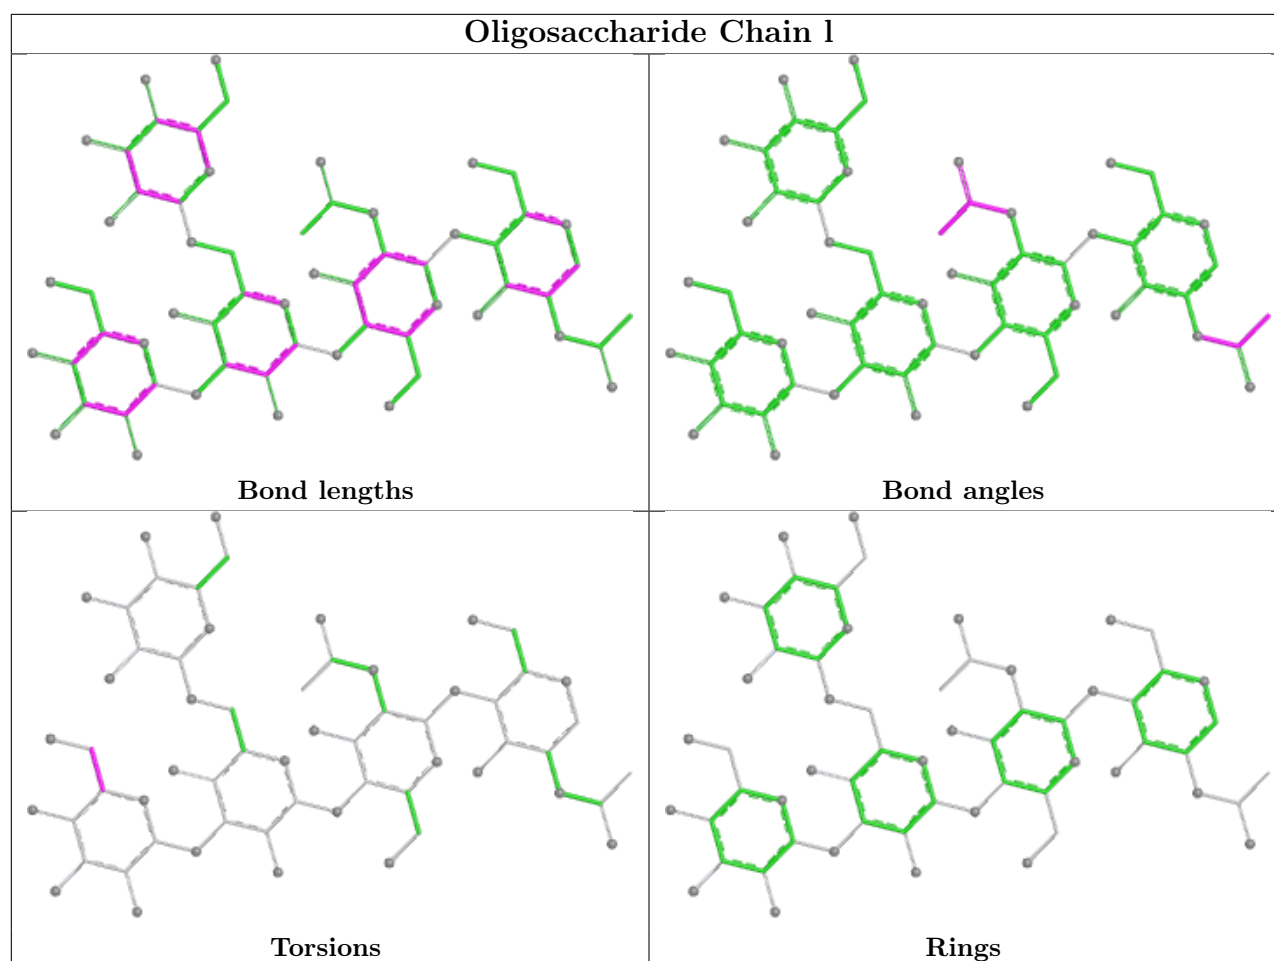 Oligosaccharide Chain l
Bond lengths
Bond angles
Torsions
Rings